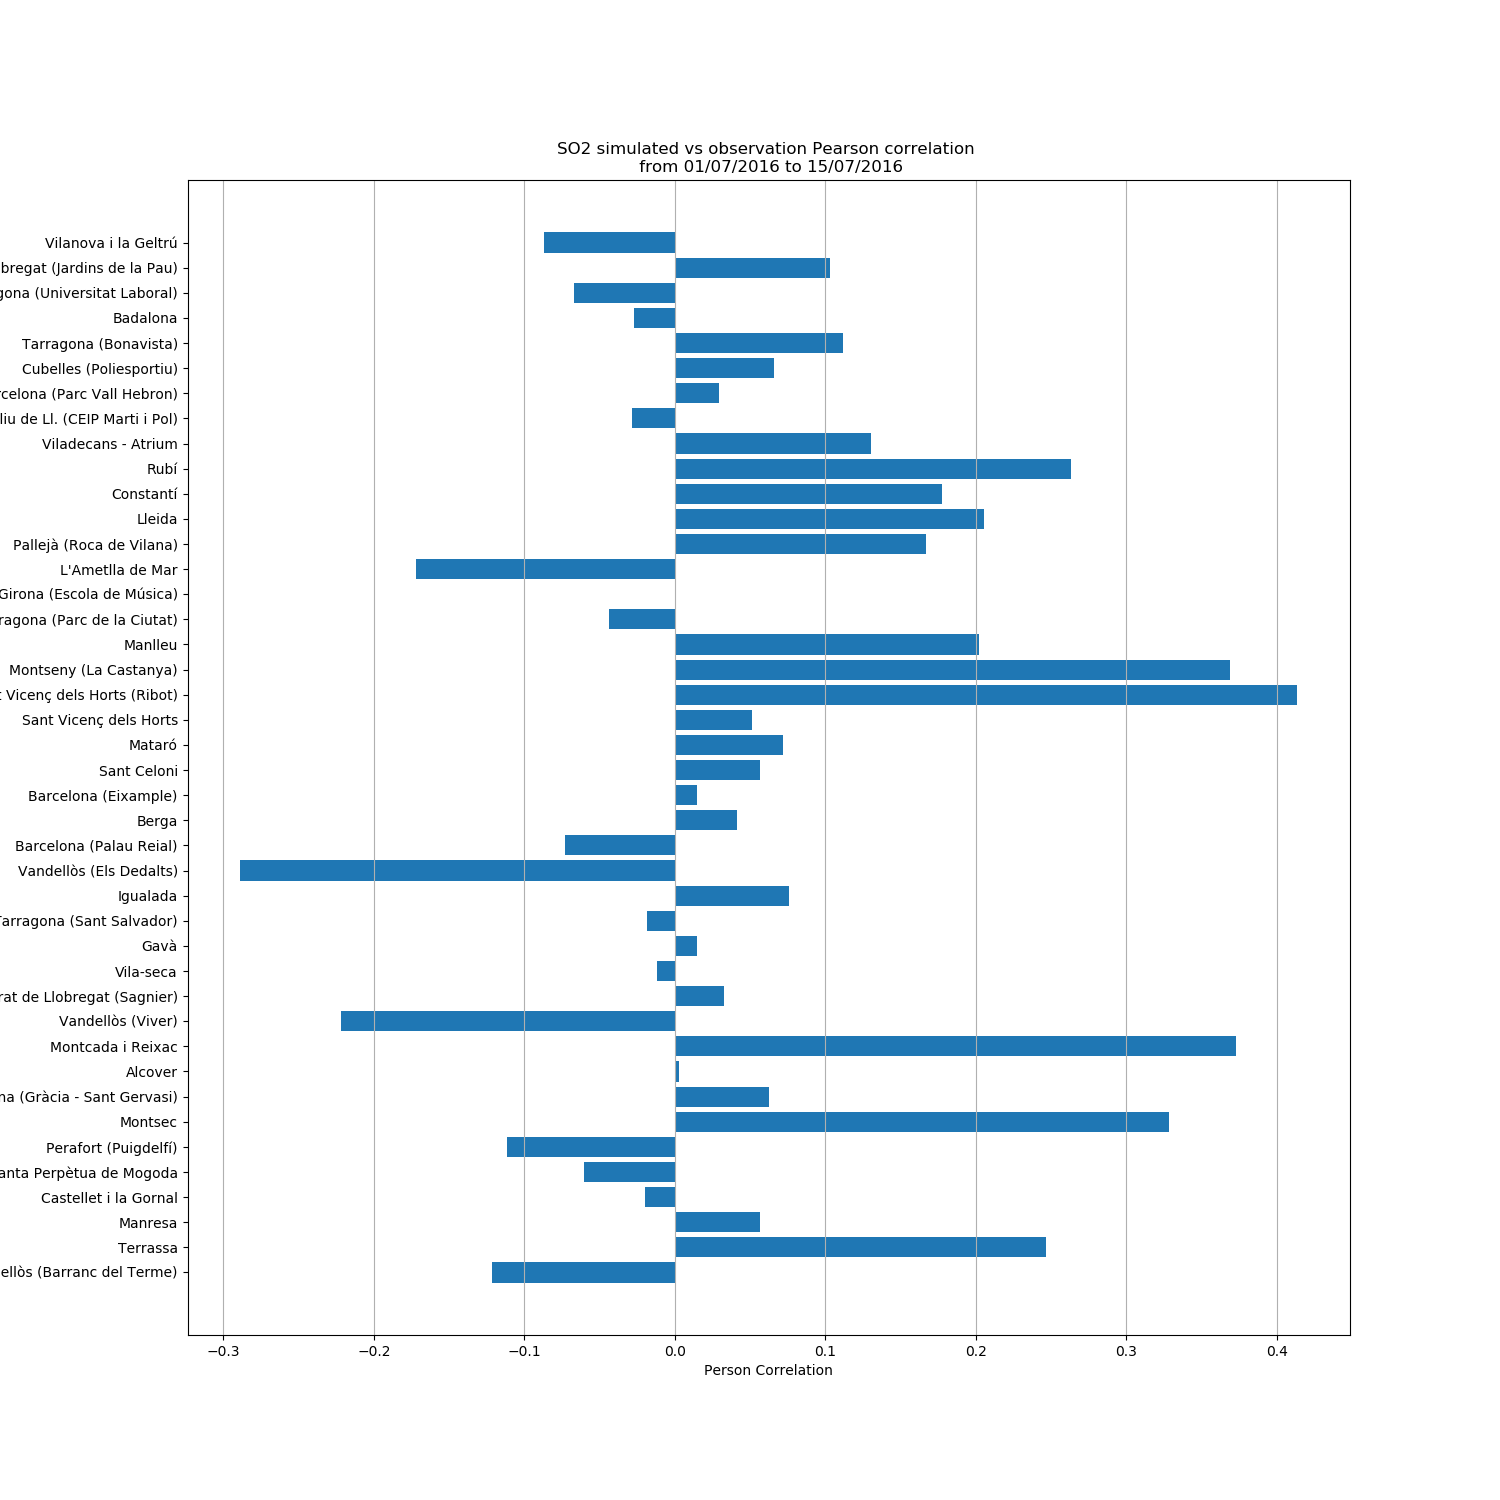 SO2 simulated vs observation Pearson correlation
from 01/07/2016 to 15/07/2016
Vilanova i la Geltrú
bregat (Jardins de la Pau)
gona (Universitat Laboral)
Badalona
Tarragona (Bonavista)
Cubelles (Poliesportiu)
rcelona (Parc Vall Hebron)
liu de Ll. (CEIP Marti i Pol)
Viladecans - Atrium
Rubí
Constantí
Lleida
Pallejà (Roca de Vilana)
L'Ametlla de Mar
Girona (Escola de Música)
ragona (Parc de la Ciutat)
Manlleu
Montseny (La Castanya)
t Vicenç dels Horts (Ribot)
Sant Vicenç dels Horts
Mataró
Sant Celoni
Barcelona (Eixample)
Berga
Barcelona (Palau Reial)
Vandellòs (Els Dedalts)
Igualada
Tarragona (Sant Salvador)
Gavà
Vila-seca
rat de Llobregat (Sagnier)
Vandellòs (Viver)
Montcada i Reixac
Alcover
na (Gràcia - Sant Gervasi)
Montsec
Perafort (Puigdelfí)
anta Perpètua de Mogoda
Castellet i la Gornal
Manresa
Terrassa
ellòs (Barranc del Terme)
−0.3 −0.2 −0.1 0.0 0.1 0.2 0.3 0.4
Person Correlation